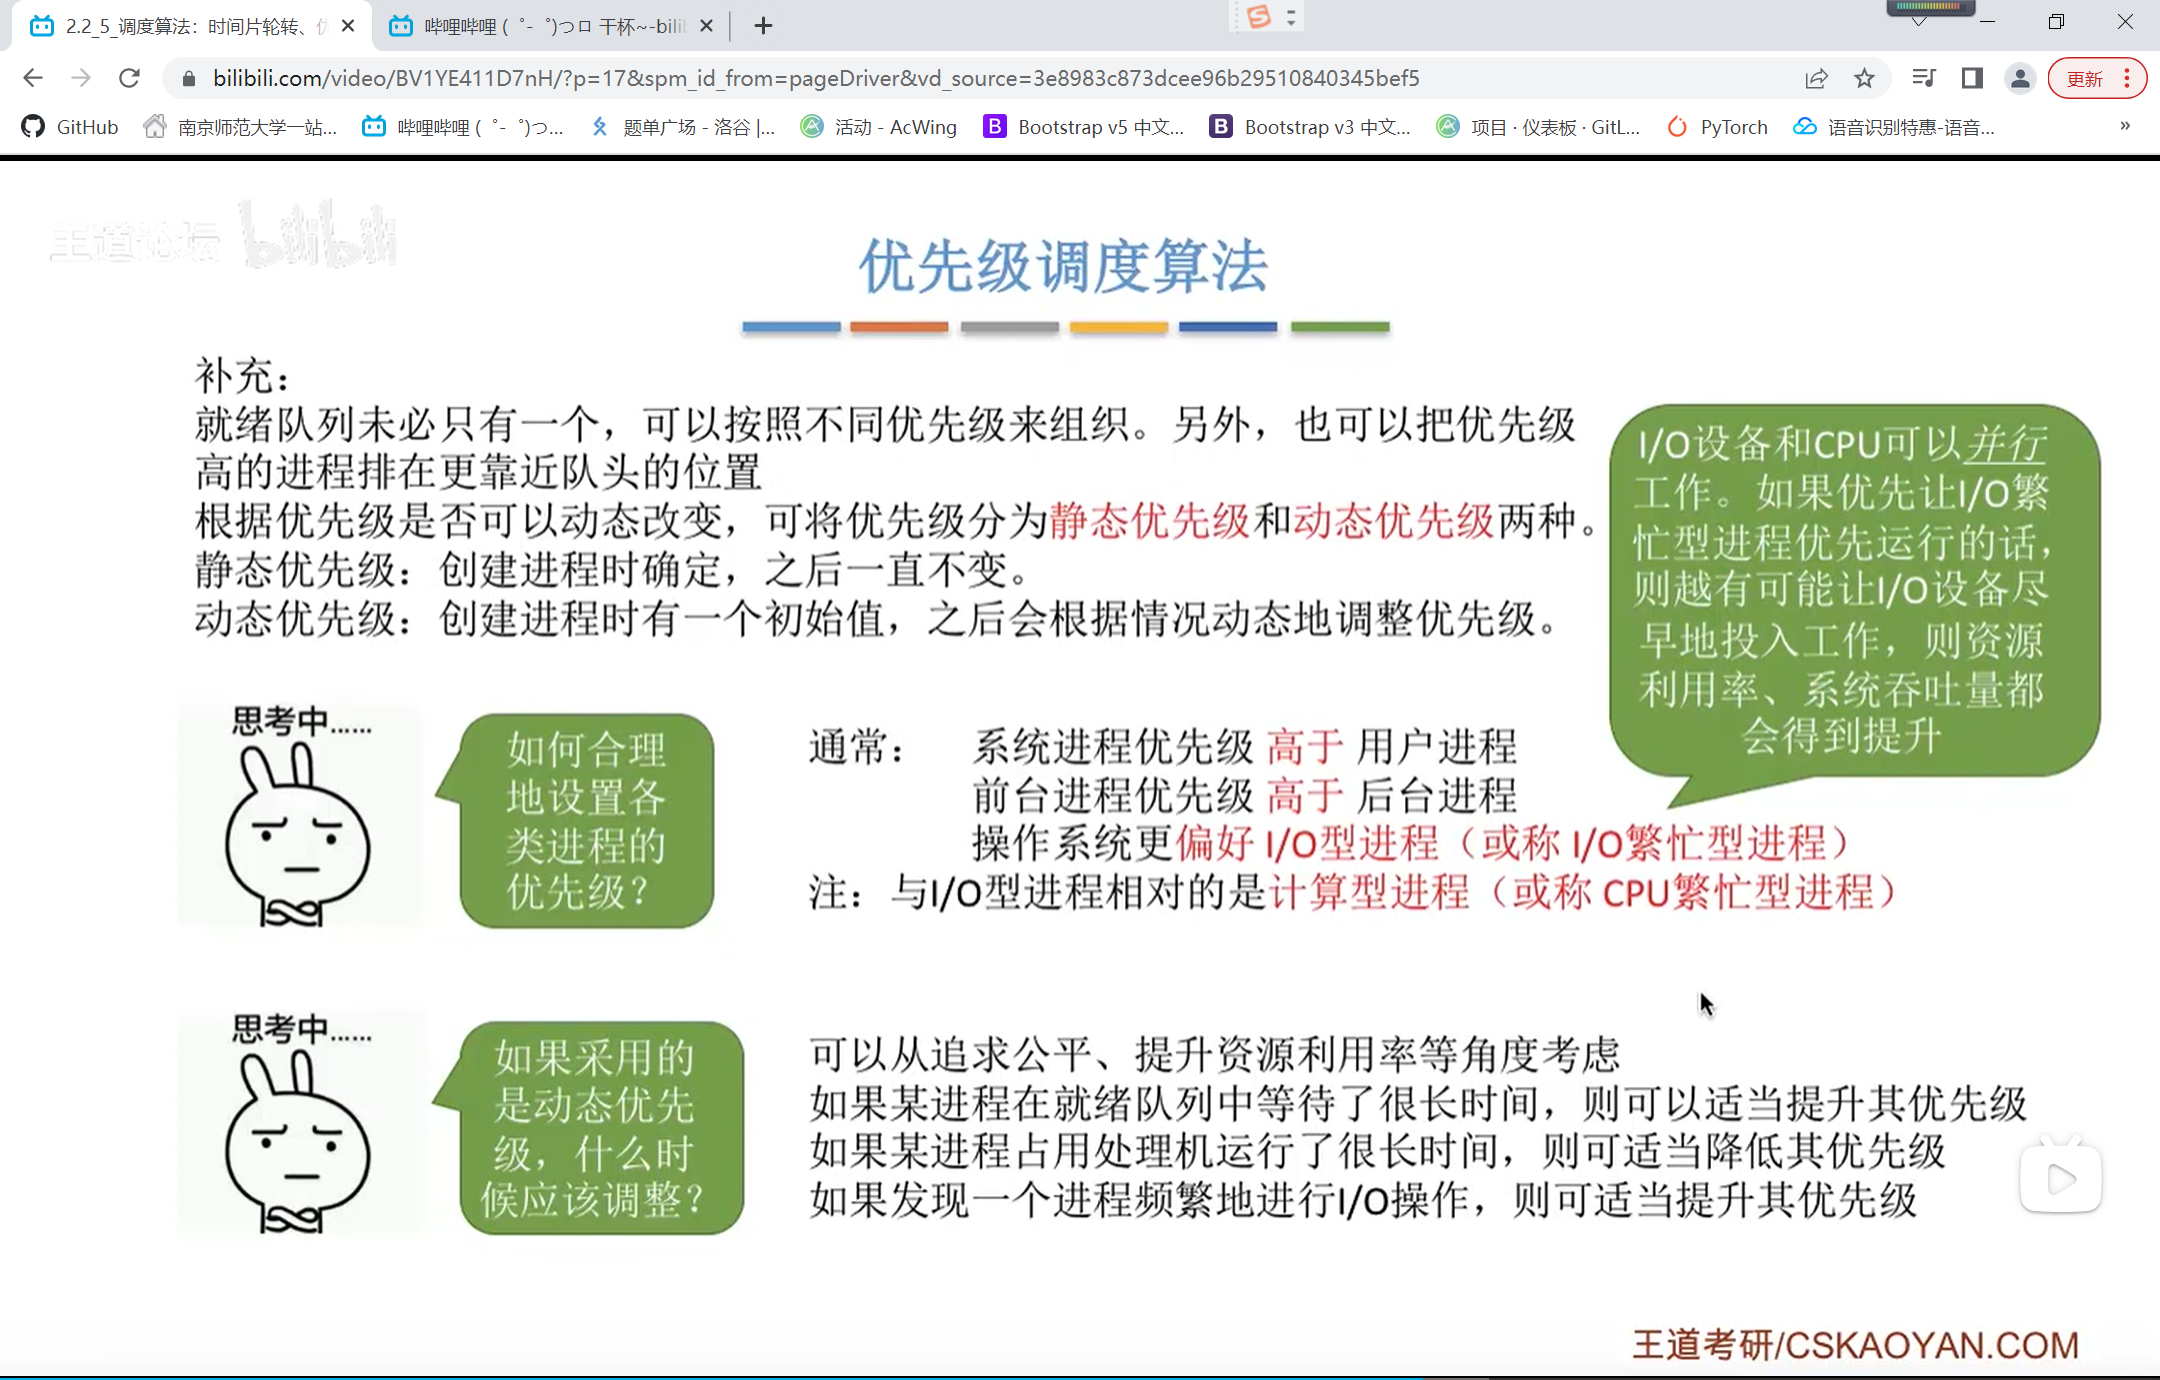 2.2_5_调度算法：时间片轮转、
哔哩哔哩 (゜-゜)つロ 干杯~-bili
bilibili.com/video/BV1YE411D7nH/?p=17&spm_id_from=pageDriver&vd_source=3e8983c873dcee96b29510840345bef5
更新
GitHub
南京师范大学一站...
哔哩哔哩 (゜-゜)つ...
题单广场 - 洛谷 |...
活动 - AcWing
Bootstrap v5 中文...
Bootstrap v3 中文...
项目 · 仪表板 · GitL...
PyTorch
语音识别特惠-语音...
»
王道论坛 bilibili
优先级调度算法
补充：
就绪队列未必只有一个，可以按照不同优先级来组织。另外，也可以把优先级
高的进程排在更靠近队头的位置
根据优先级是否可以动态改变，可将优先级分为静态优先级和动态优先级两种。
静态优先级：创建进程时确定，之后一直不变。
动态优先级：创建进程时有一个初始值，之后会根据情况动态地调整优先级。
I/O设备和CPU可以并行
工作。如果优先让I/O繁
忙型进程优先运行的话，
则越有可能让I/O设备尽
早地投入工作，则资源
利用率、系统吞吐量都
会得到提升
思考中......
如何合理
地设置各
类进程的
优先级？
通常： 系统进程优先级 高于 用户进程
前台进程优先级 高于 后台进程
操作系统更偏好 I/O型进程（或称 I/O繁忙型进程）
注：与I/O型进程相对的是计算型进程（或称 CPU繁忙型进程）
思考中......
如果采用的
是动态优先
级，什么时
候应该调整？
可以从追求公平、提升资源利用率等角度考虑
如果某进程在就绪队列中等待了很长时间，则可以适当提升其优先级
如果某进程占用处理机运行了很长时间，则可适当降低其优先级
如果发现一个进程频繁地进行I/O操作，则可适当提升其优先级
王道考研/CSKAOYAN.COM